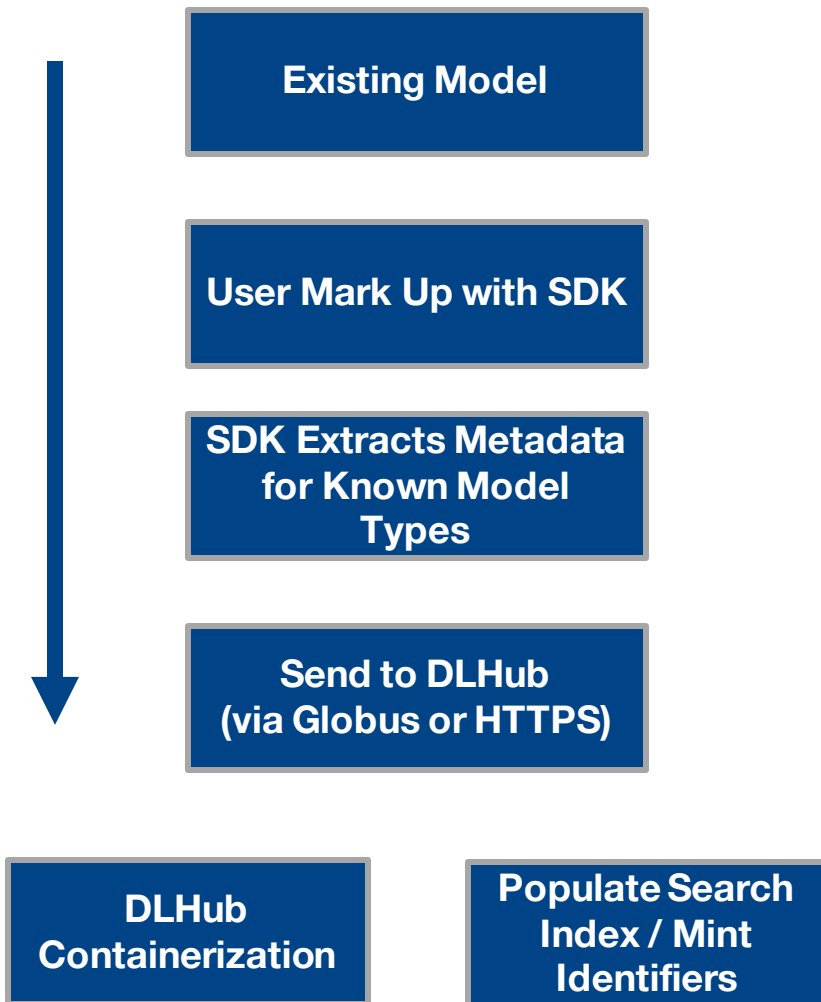 Existing Model
User Mark Up with SDK
SDK Extracts Metadata
for Known Model
Types
Send to DLHub
(via Globus or HTTPS)
DLHub
Containerization
Populate Search
Index / Mint
Identifiers